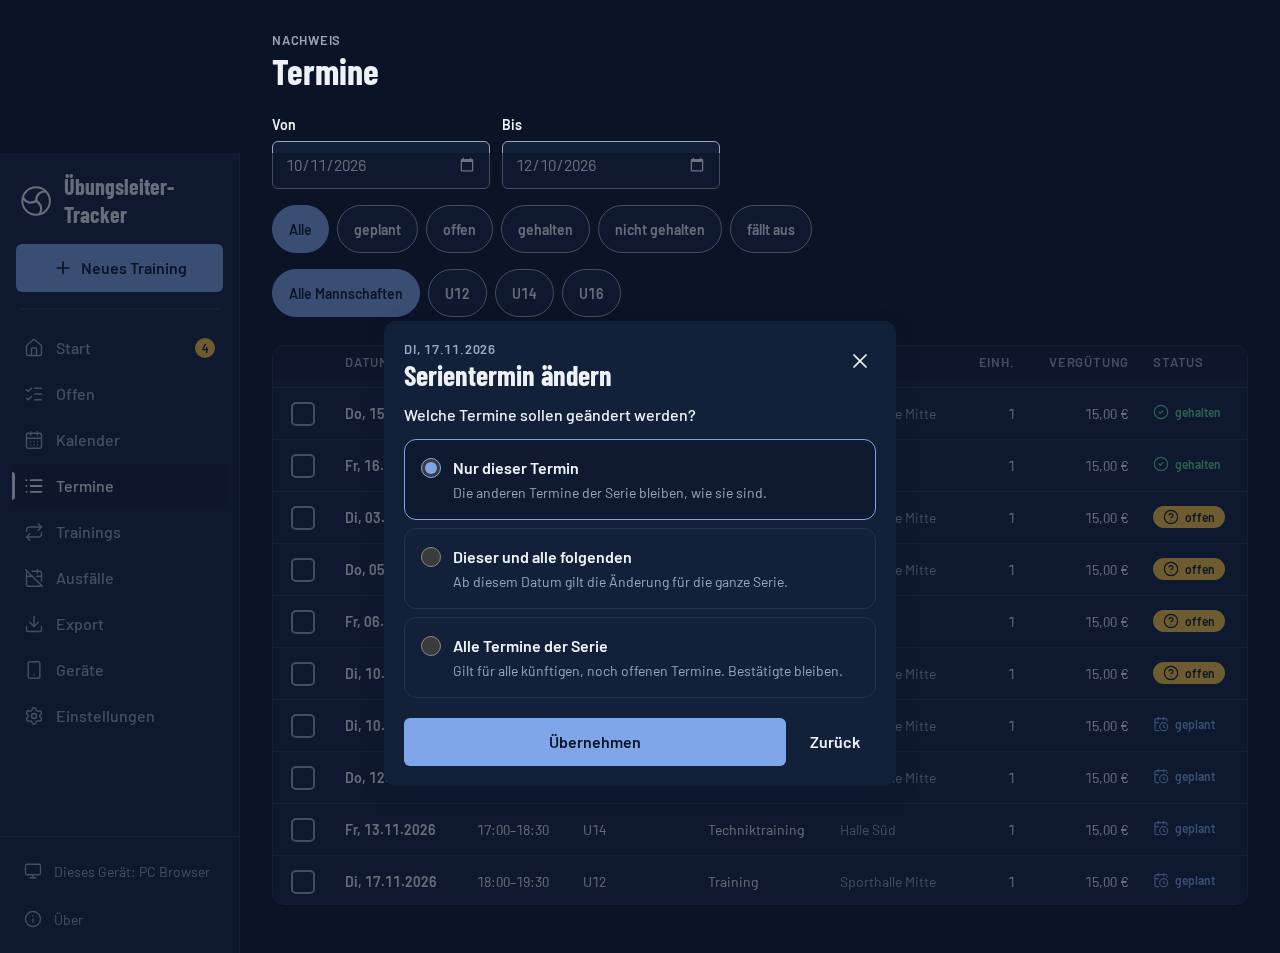 NACHWEIS
Termine
Von
Bis
10/11/2026
12/10/2026
Alle
geplant
offen
gehalten
nicht gehalten
fällt aus
Alle Mannschaften
U12
U14
U16
Übungsleiter-
Tracker
Neues Training
Start
4
Offen
Kalender
Termine
Trainings
Ausfälle
Export
Geräte
Einstellungen
Dieses Gerät: PC Browser
Über
EINH.
VERGÜTUNG
STATUS
Do, 15
e Mitte
1
15,00 €
gehalten
Fr, 16.
1
15,00 €
gehalten
Di, 03.
e Mitte
1
15,00 €
offen
Do, 05
e Mitte
1
15,00 €
offen
Fr, 06.
1
15,00 €
offen
Di, 10.
e Mitte
1
15,00 €
offen
Di, 10.
e Mitte
1
15,00 €
geplant
Do, 12
e Mitte
1
15,00 €
geplant
Fr, 13.11.2026
17:00–18:30
U14
Techniktraining
Halle Süd
1
15,00 €
geplant
Di, 17.11.2026
18:00–19:30
U12
Training
Sporthalle Mitte
1
15,00 €
geplant
DI, 17.11.2026
Serientermin ändern
Welche Termine sollen geändert werden?
Nur dieser Termin
Die anderen Termine der Serie bleiben, wie sie sind.
Dieser und alle folgenden
Ab diesem Datum gilt die Änderung für die ganze Serie.
Alle Termine der Serie
Gilt für alle künftigen, noch offenen Termine. Bestätigte bleiben.
Übernehmen
Zurück